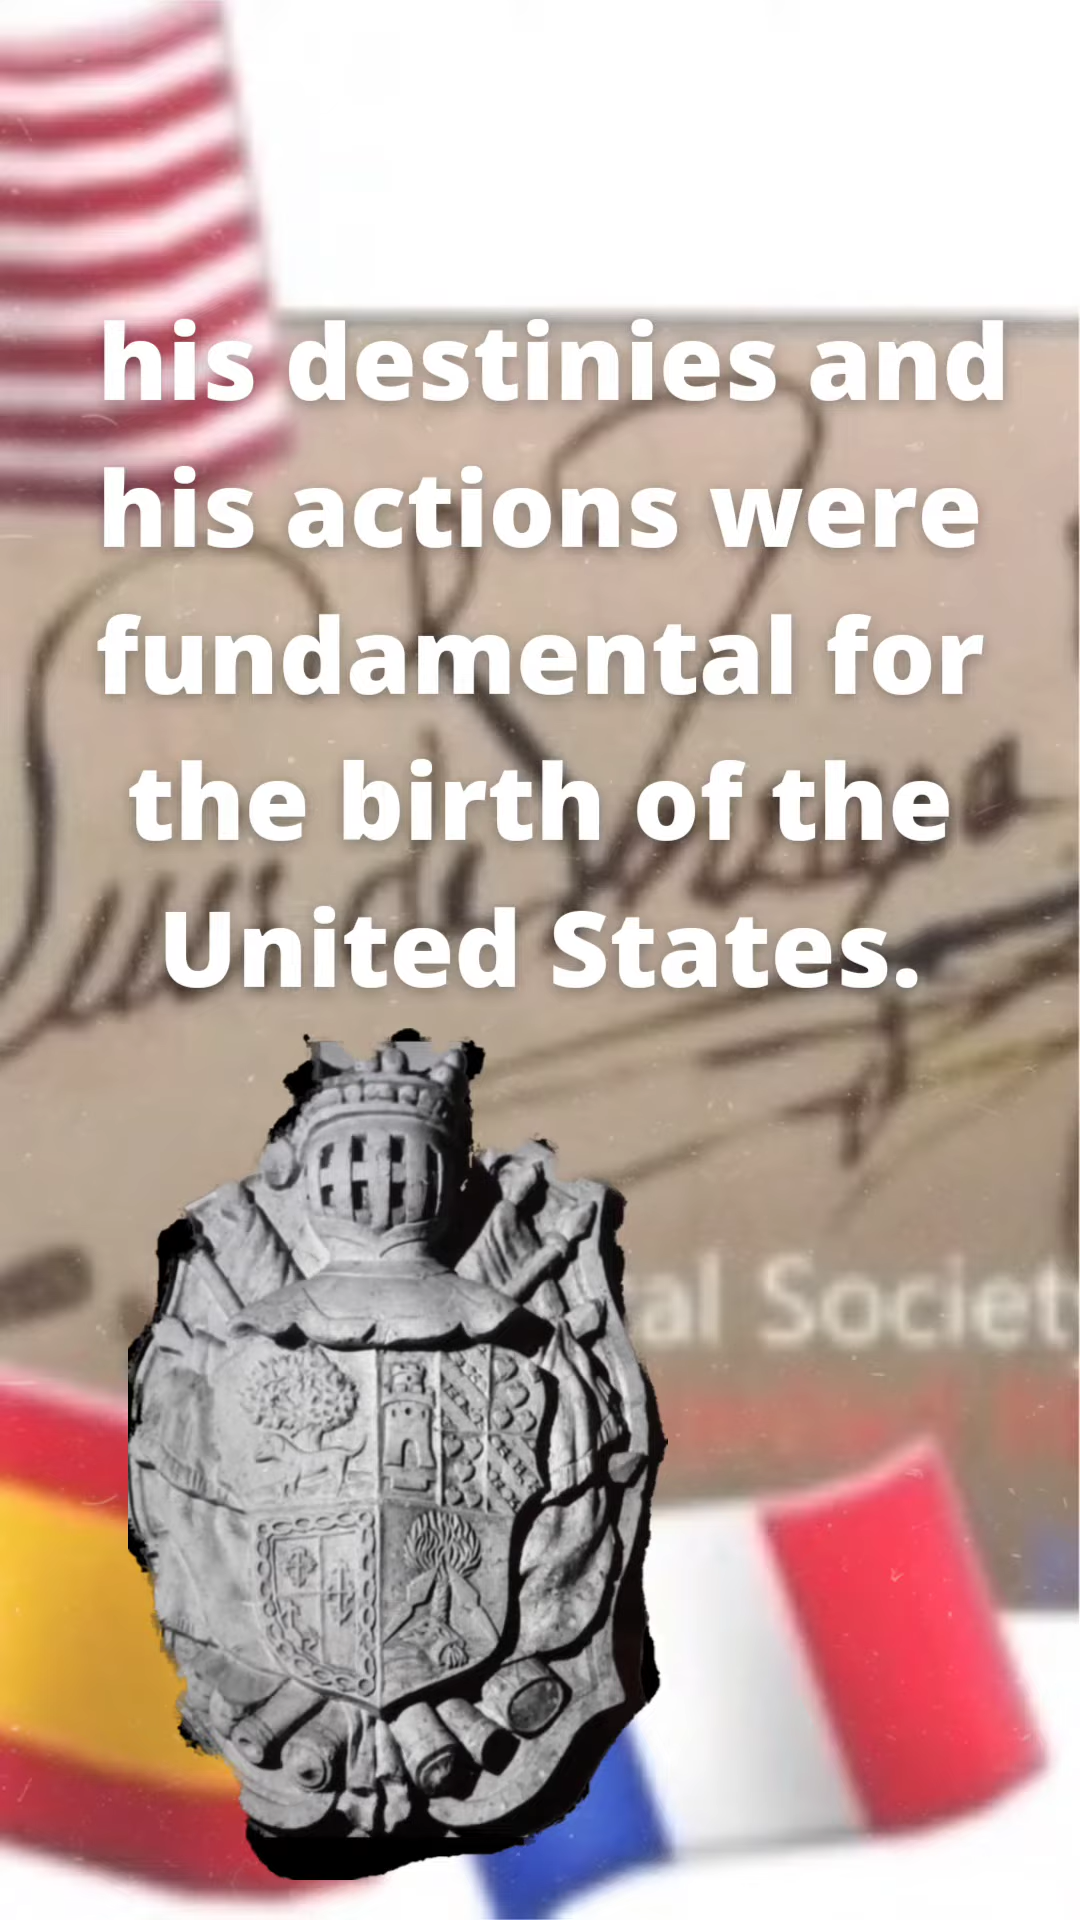 his destinies and
his actions were
fundamental for
the birth of the
United States.
al Society